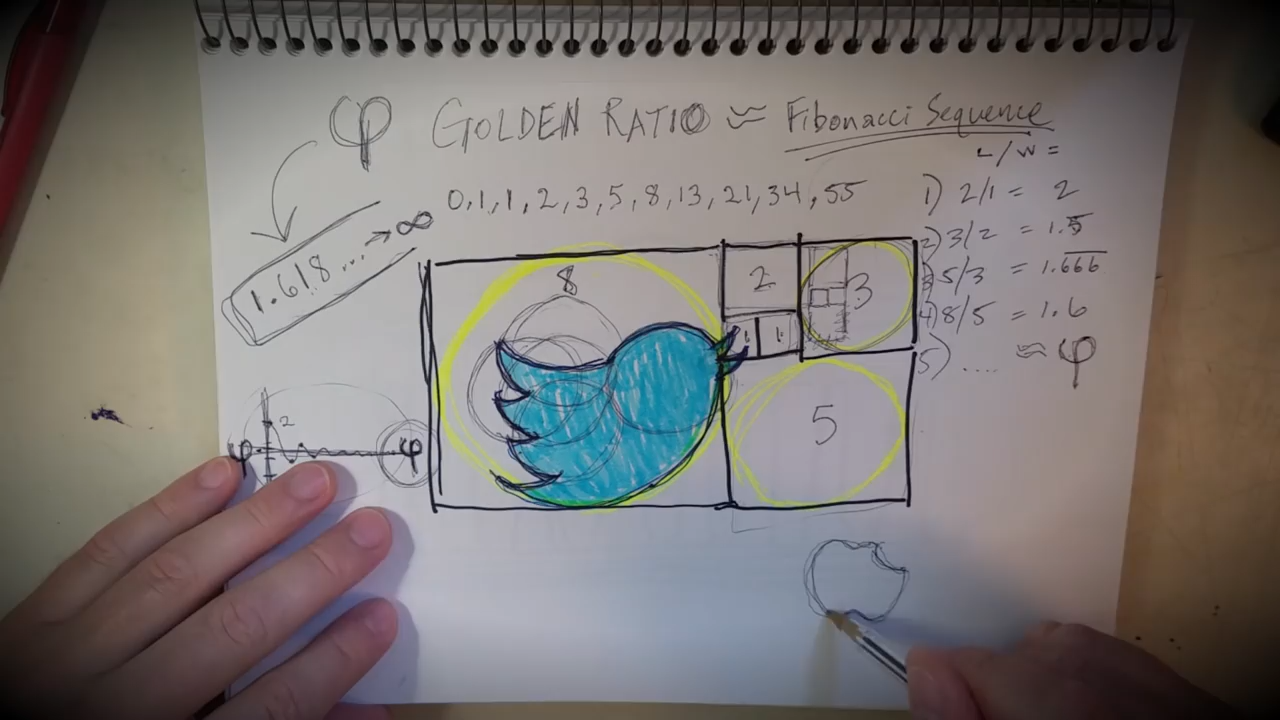 φ GOLDEN RATIO ≈ Fibonacci Sequence
L/W =
0,1,1,2,3,5,8,13,21,34,55
1) 2/1 = 2
2) 3/2 = 1.5
3) 5/3 = 1.666
4) 8/5 = 1.6
5) .... ≈ φ
1.618 ... → ∞
8
2
3
1 1
5
2
φ φ